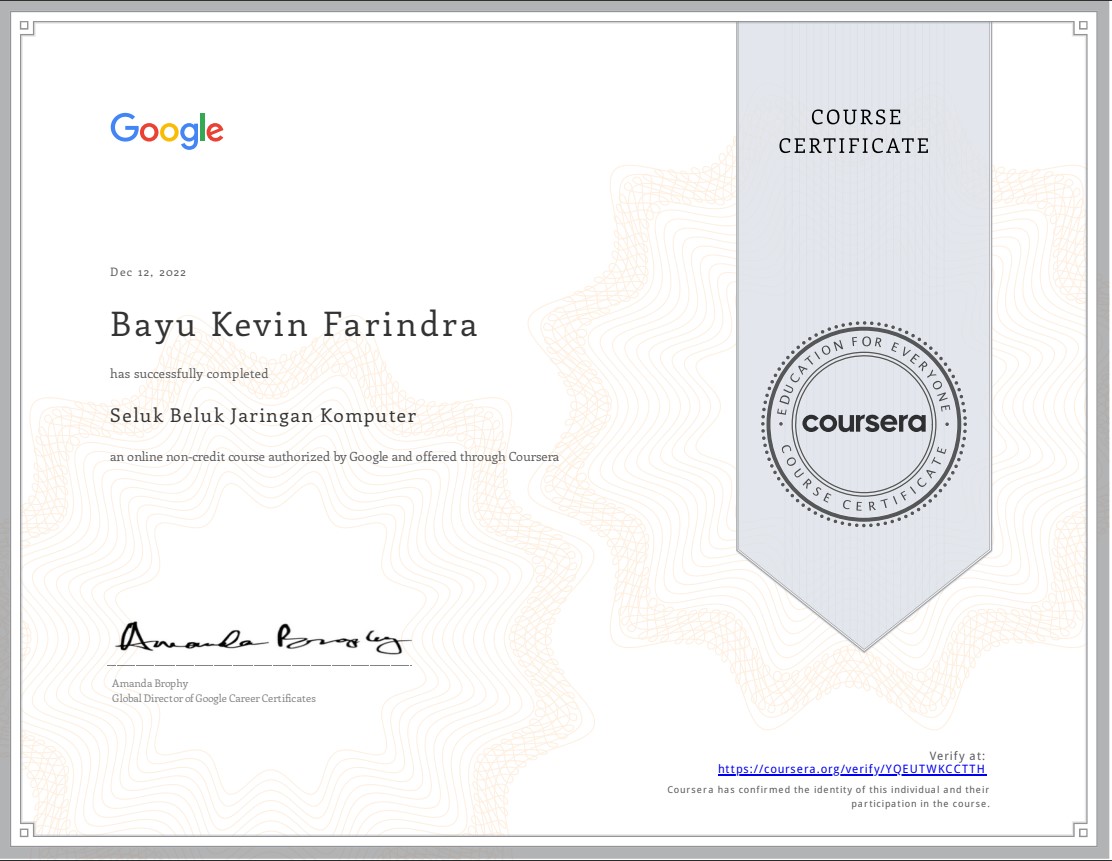 Google
COURSE
CERTIFICATE
Dec 12, 2022
Bayu Kevin Farindra
has successfully completed
Seluk Beluk Jaringan Komputer
an online non-credit course authorized by Google and offered through Coursera
EDUCATION FOR EVERYONE
coursera
COURSE CERTIFICATE
Amanda Brophy
Amanda Brophy
Global Director of Google Career Certificates
Verify at:
https://coursera.org/verify/YQEUTWKCCTTH
Coursera has confirmed the identity of this individual and their
participation in the course.